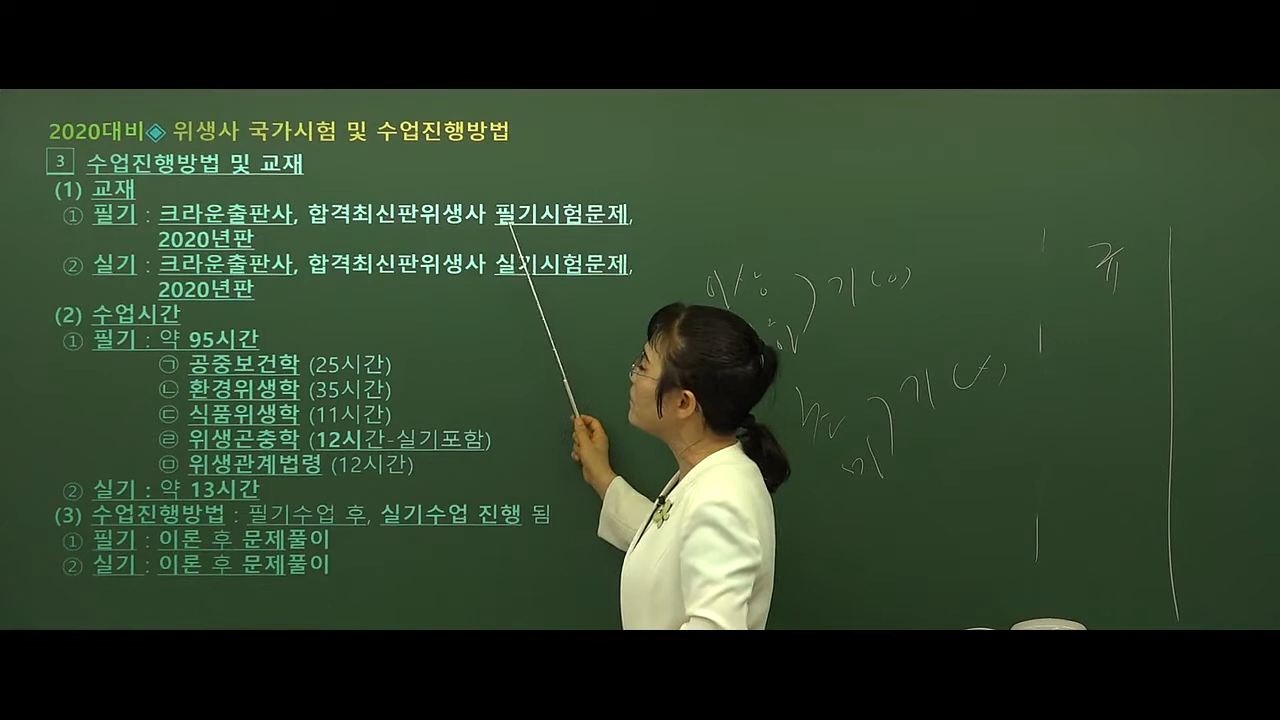 2020대비◈ 위생사 국가시험 및 수업진행방법
3 수업진행방법 및 교재
(1) 교재
① 필기 : 크라운출판사, 합격최신판위생사 필기시험문제,
2020년판
② 실기 : 크라운출판사, 합격최신판위생사 실기시험문제,
2020년판
(2) 수업시간
① 필기 : 약 95시간
㉠ 공중보건학 (25시간)
㉡ 환경위생학 (35시간)
㉢ 식품위생학 (11시간)
㉣ 위생곤충학 (12시간-실기포함)
㉤ 위생관계법령 (12시간)
② 실기 : 약 13시간
(3) 수업진행방법 : 필기수업 후, 실기수업 진행 됨
① 필기 : 이론 후 문제풀이
② 실기 : 이론 후 문제풀이